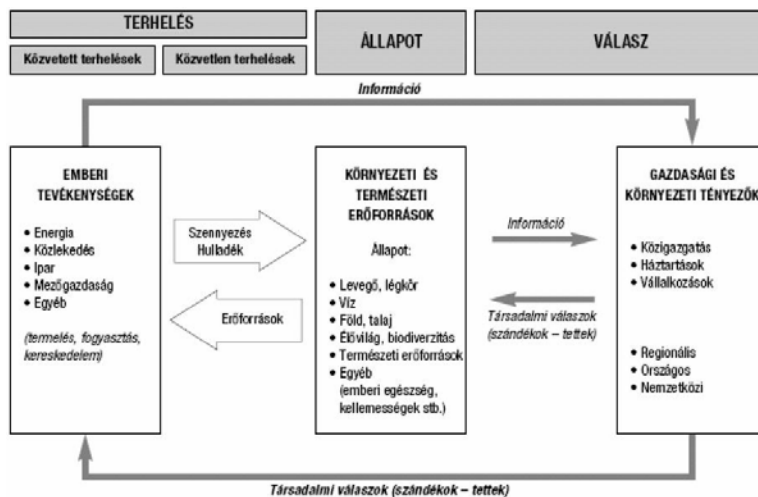 TERHELÉS
Közvetett terhelések
Közvetlen terhelések
ÁLLAPOT
VÁLASZ
Információ
EMBERI
TEVÉKENYSÉGEK
• Energia
• Közlekedés
• Ipar
• Mezőgazdaság
• Egyéb
(termelés, fogyasztás,
kereskedelem)
Szennyezés
Hulladék
Erőforrások
KÖRNYEZETI ÉS
TERMÉSZETI
ERŐFORRÁSOK
Állapot:
• Levegő, légkör
• Víz
• Föld, talaj
• Élővilág, biodiverzitás
• Természeti erőforrások
• Egyéb
(emberi egészség,
kellemességek stb.)
Információ
Társadalmi válaszok
(szándékok – tettek)
GAZDASÁGI ÉS
KÖRNYEZETI TÉNYEZŐK
• Közigazgatás
• Háztartások
• Vállalkozások
• Regionális
• Országos
• Nemzetközi
Társadalmi válaszok (szándékok – tettek)